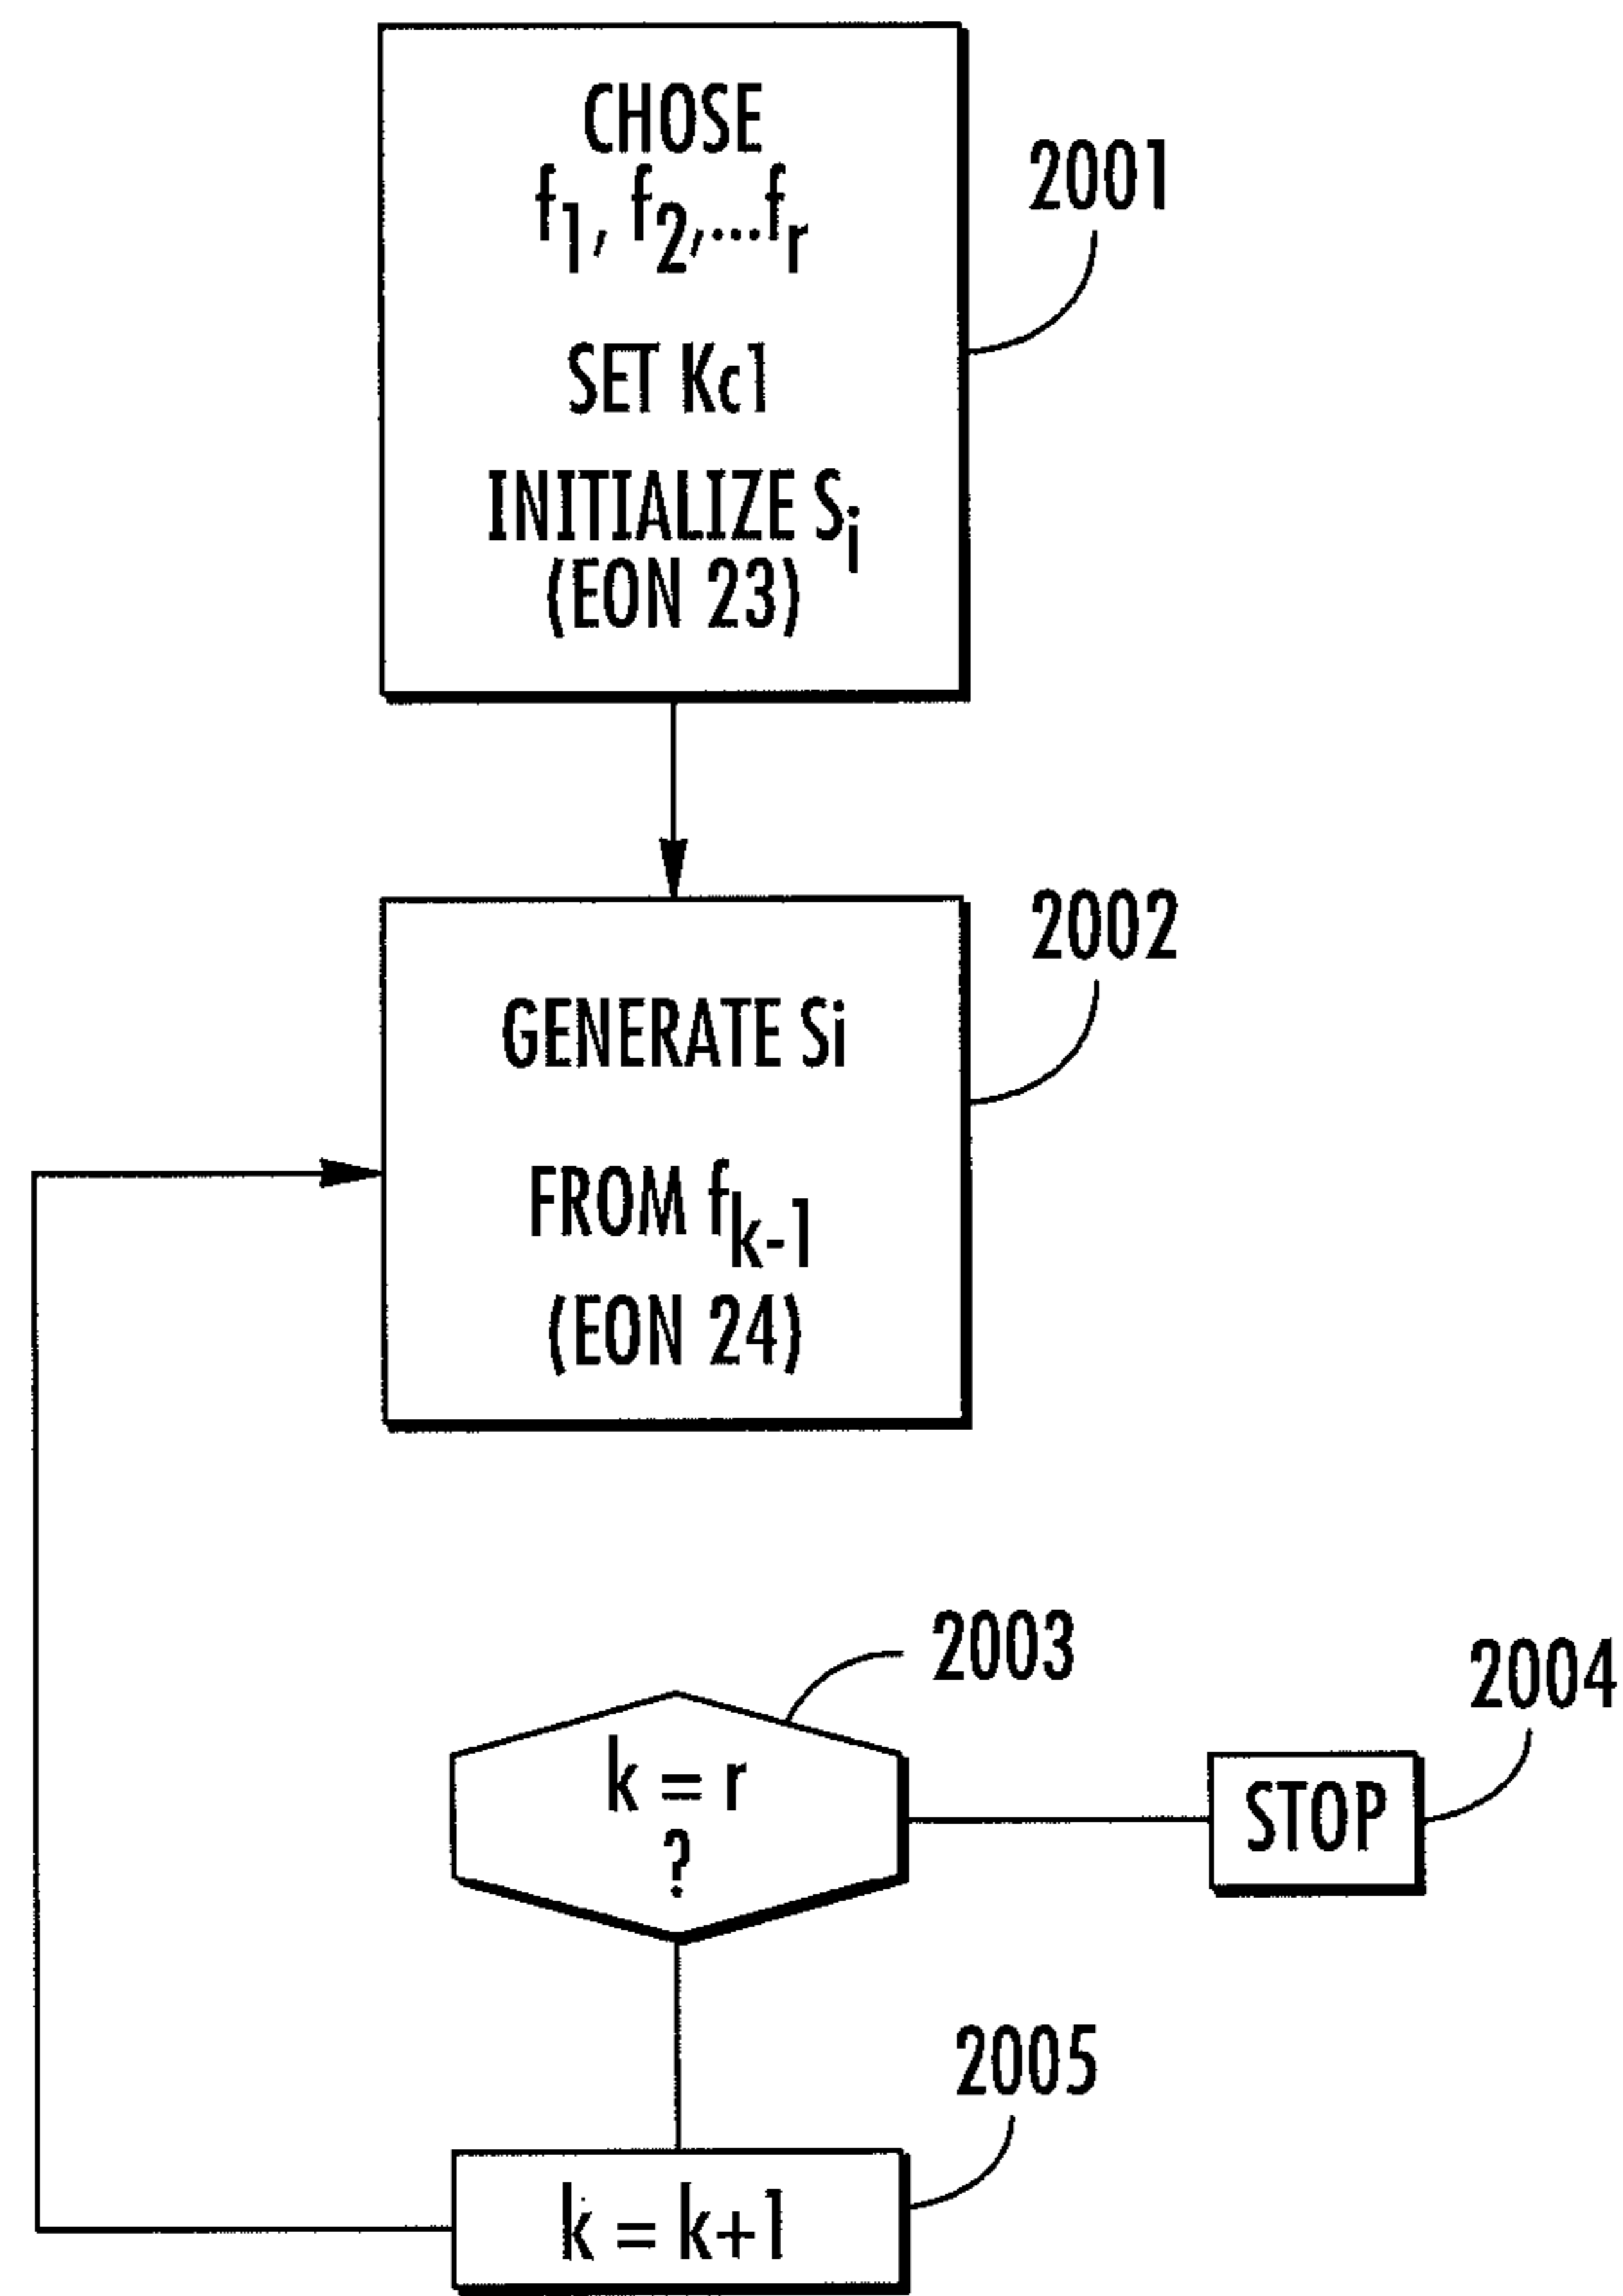 CHOSE
f1, f2,...fr
SET Kc1
INITIALIZE Si
(EON 23)
2001
GENERATE Si
FROM fk-1
(EON 24)
2002
k = r
?
2003
STOP
2004
k = k+1
2005